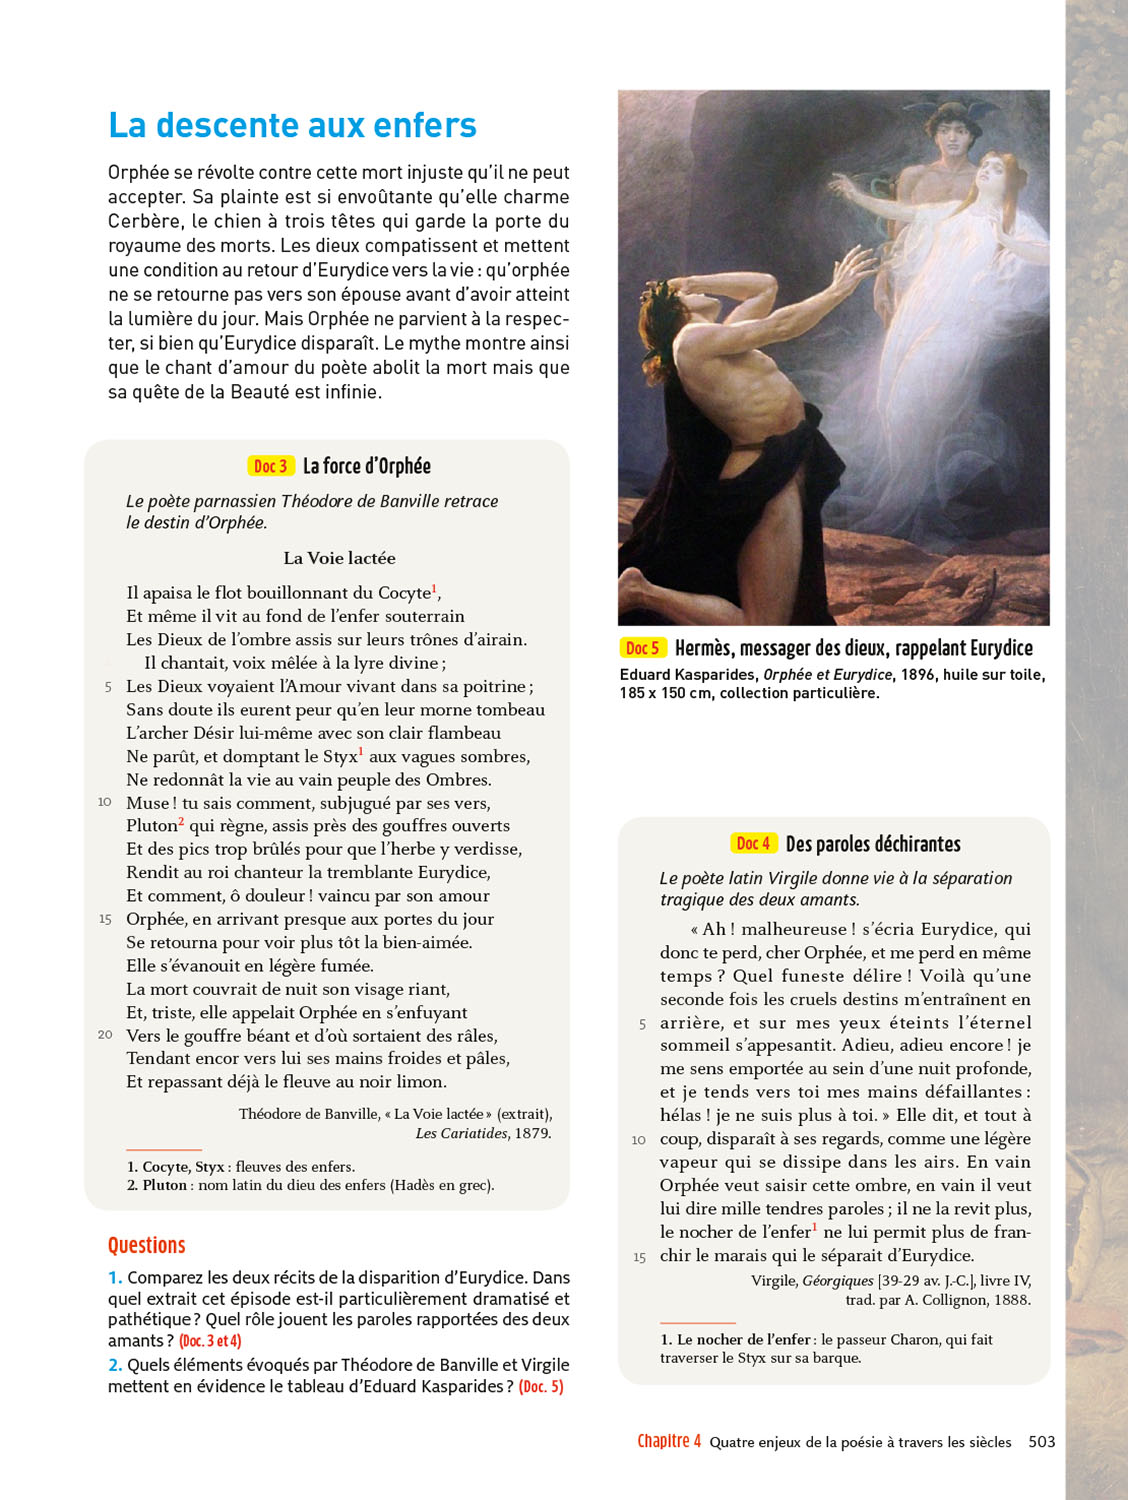 La descente aux enfers
Orphée se révolte contre cette mort injuste qu'il ne peut
accepter. Sa plainte est si envoûtante qu'elle charme
Cerbère, le chien à trois têtes qui garde la porte du
royaume des morts. Les dieux compatissent et mettent
une condition au retour d'Eurydice vers la vie : qu'orphée
ne se retourne pas vers son épouse avant d'avoir atteint
la lumière du jour. Mais Orphée ne parvient à la respec-
ter, si bien qu'Eurydice disparaît. Le mythe montre ainsi
que le chant d'amour du poète abolit la mort mais que
sa quête de la Beauté est infinie.
Doc 3 La force d'Orphée
Le poète parnassien Théodore de Banville retrace
le destin d'Orphée.
La Voie lactée
Il apaisa le flot bouillonnant du Cocyte1,
Et même il vit au fond de l'enfer souterrain
Les Dieux de l'ombre assis sur leurs trônes d'airain.
Il chantait, voix mêlée à la lyre divine ;
5 Les Dieux voyaient l'Amour vivant dans sa poitrine ;
Sans doute ils eurent peur qu'en leur morne tombeau
L'archer Désir lui-même avec son clair flambeau
Ne parût, et domptant le Styx1 aux vagues sombres,
Ne redonnât la vie au vain peuple des Ombres.
10 Muse ! tu sais comment, subjugué par ses vers,
Pluton2 qui règne, assis près des gouffres ouverts
Et des pics trop brûlés pour que l'herbe y verdisse,
Rendit au roi chanteur la tremblante Eurydice,
Et comment, ô douleur ! vaincu par son amour
15 Orphée, en arrivant presque aux portes du jour
Se retourna pour voir plus tôt la bien-aimée.
Elle s'évanouit en légère fumée.
La mort couvrait de nuit son visage riant,
Et, triste, elle appelait Orphée en s'enfuyant
20 Vers le gouffre béant et d'où sortaient des râles,
Tendant encor vers lui ses mains froides et pâles,
Et repassant déjà le fleuve au noir limon.
Théodore de Banville, « La Voie lactée » (extrait),
Les Cariatides, 1879.
1. Cocyte, Styx : fleuves des enfers.
2. Pluton : nom latin du dieu des enfers (Hadès en grec).
Questions
1. Comparez les deux récits de la disparition d'Eurydice. Dans
quel extrait cet épisode est-il particulièrement dramatisé et
pathétique ? Quel rôle jouent les paroles rapportées des deux
amants ? (Doc. 3 et 4)
2. Quels éléments évoqués par Théodore de Banville et Virgile
mettent en évidence le tableau d'Eduard Kasparides ? (Doc. 5)
Doc 5 Hermès, messager des dieux, rappelant Eurydice
Eduard Kasparides, Orphée et Eurydice, 1896, huile sur toile,
185 x 150 cm, collection particulière.
Doc 4 Des paroles déchirantes
Le poète latin Virgile donne vie à la séparation
tragique des deux amants.
« Ah ! malheureuse ! s'écria Eurydice, qui
donc te perd, cher Orphée, et me perd en même
temps ? Quel funeste délire ! Voilà qu'une
seconde fois les cruels destins m'entraînent en
5 arrière, et sur mes yeux éteints l'éternel
sommeil s'appesantit. Adieu, adieu encore ! je
me sens emportée au sein d'une nuit profonde,
et je tends vers toi mes mains défaillantes :
hélas ! je ne suis plus à toi. » Elle dit, et tout à
10 coup, disparaît à ses regards, comme une légère
vapeur qui se dissipe dans les airs. En vain
Orphée veut saisir cette ombre, en vain il veut
lui dire mille tendres paroles ; il ne la revit plus,
le nocher de l'enfer1 ne lui permit plus de fran-
15 chir le marais qui le séparait d'Eurydice.
Virgile, Géorgiques [39-29 av. J.-C.], livre IV,
trad. par A. Collignon, 1888.
1. Le nocher de l'enfer : le passeur Charon, qui fait
traverser le Styx sur sa barque.
Chapitre 4 Quatre enjeux de la poésie à travers les siècles 503